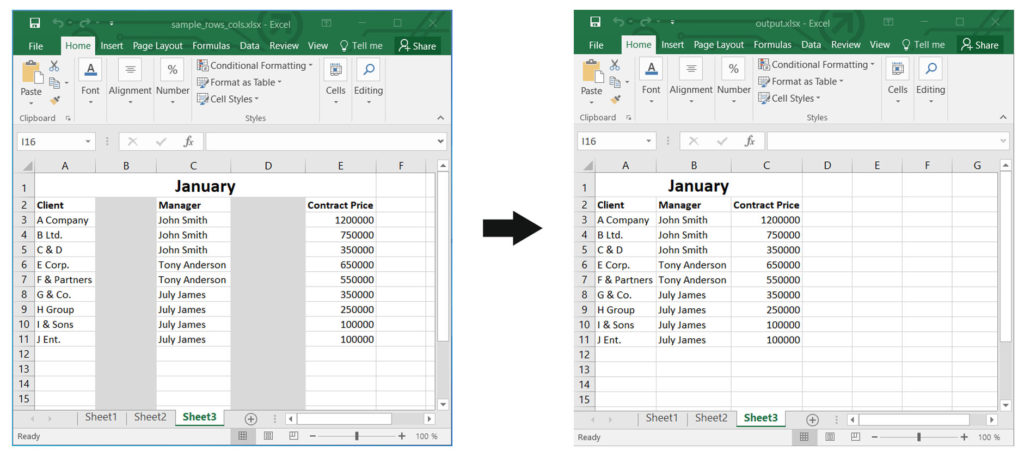 sample_rows_cols.xlsx - Excel
File Home Insert Page Layout Formulas Data Review View Tell me Share
Paste
Clipboard
Font
Alignment
Number
%
Conditional Formatting
Format as Table
Cell Styles
Styles
Cells
Editing
I16 fx
A B C D E F
1 January
2 Client Manager Contract Price
3 A Company John Smith 1200000
4 B Ltd. John Smith 750000
5 C & D John Smith 350000
6 E Corp. Tony Anderson 650000
7 F & Partners Tony Anderson 550000
8 G & Co. July James 350000
9 H Group July James 250000
10 I & Sons July James 100000
11 J Ent. July James 100000
12
13
14
15
Sheet1 Sheet2 Sheet3
Ready 100 %
output.xlsx - Excel
File Home Insert Page Layout Formulas Data Review View Tell me Share
Paste
Clipboard
Font
Alignment
Number
%
Conditional Formatting
Format as Table
Cell Styles
Styles
Cells
Editing
I16 fx
A B C D E F G
1 January
2 Client Manager Contract Price
3 A Company John Smith 1200000
4 B Ltd. John Smith 750000
5 C & D John Smith 350000
6 E Corp. Tony Anderson 650000
7 F & Partners Tony Anderson 550000
8 G & Co. July James 350000
9 H Group July James 250000
10 I & Sons July James 100000
11 J Ent. July James 100000
12
13
14
15
Sheet1 Sheet2 Sheet3
Ready 100 %